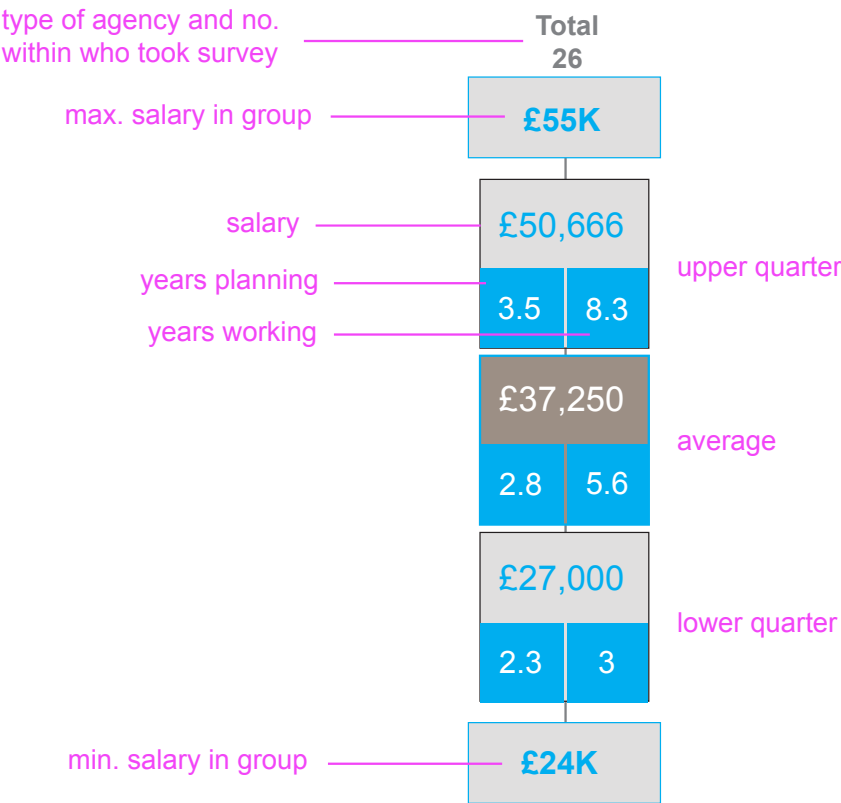 type of agency and no.
within who took survey
Total
26
max. salary in group
£55K
salary
£50,666
upper quarter
years planning
3.5
8.3
years working
£37,250
average
2.8
5.6
£27,000
lower quarter
2.3
3
min. salary in group
£24K